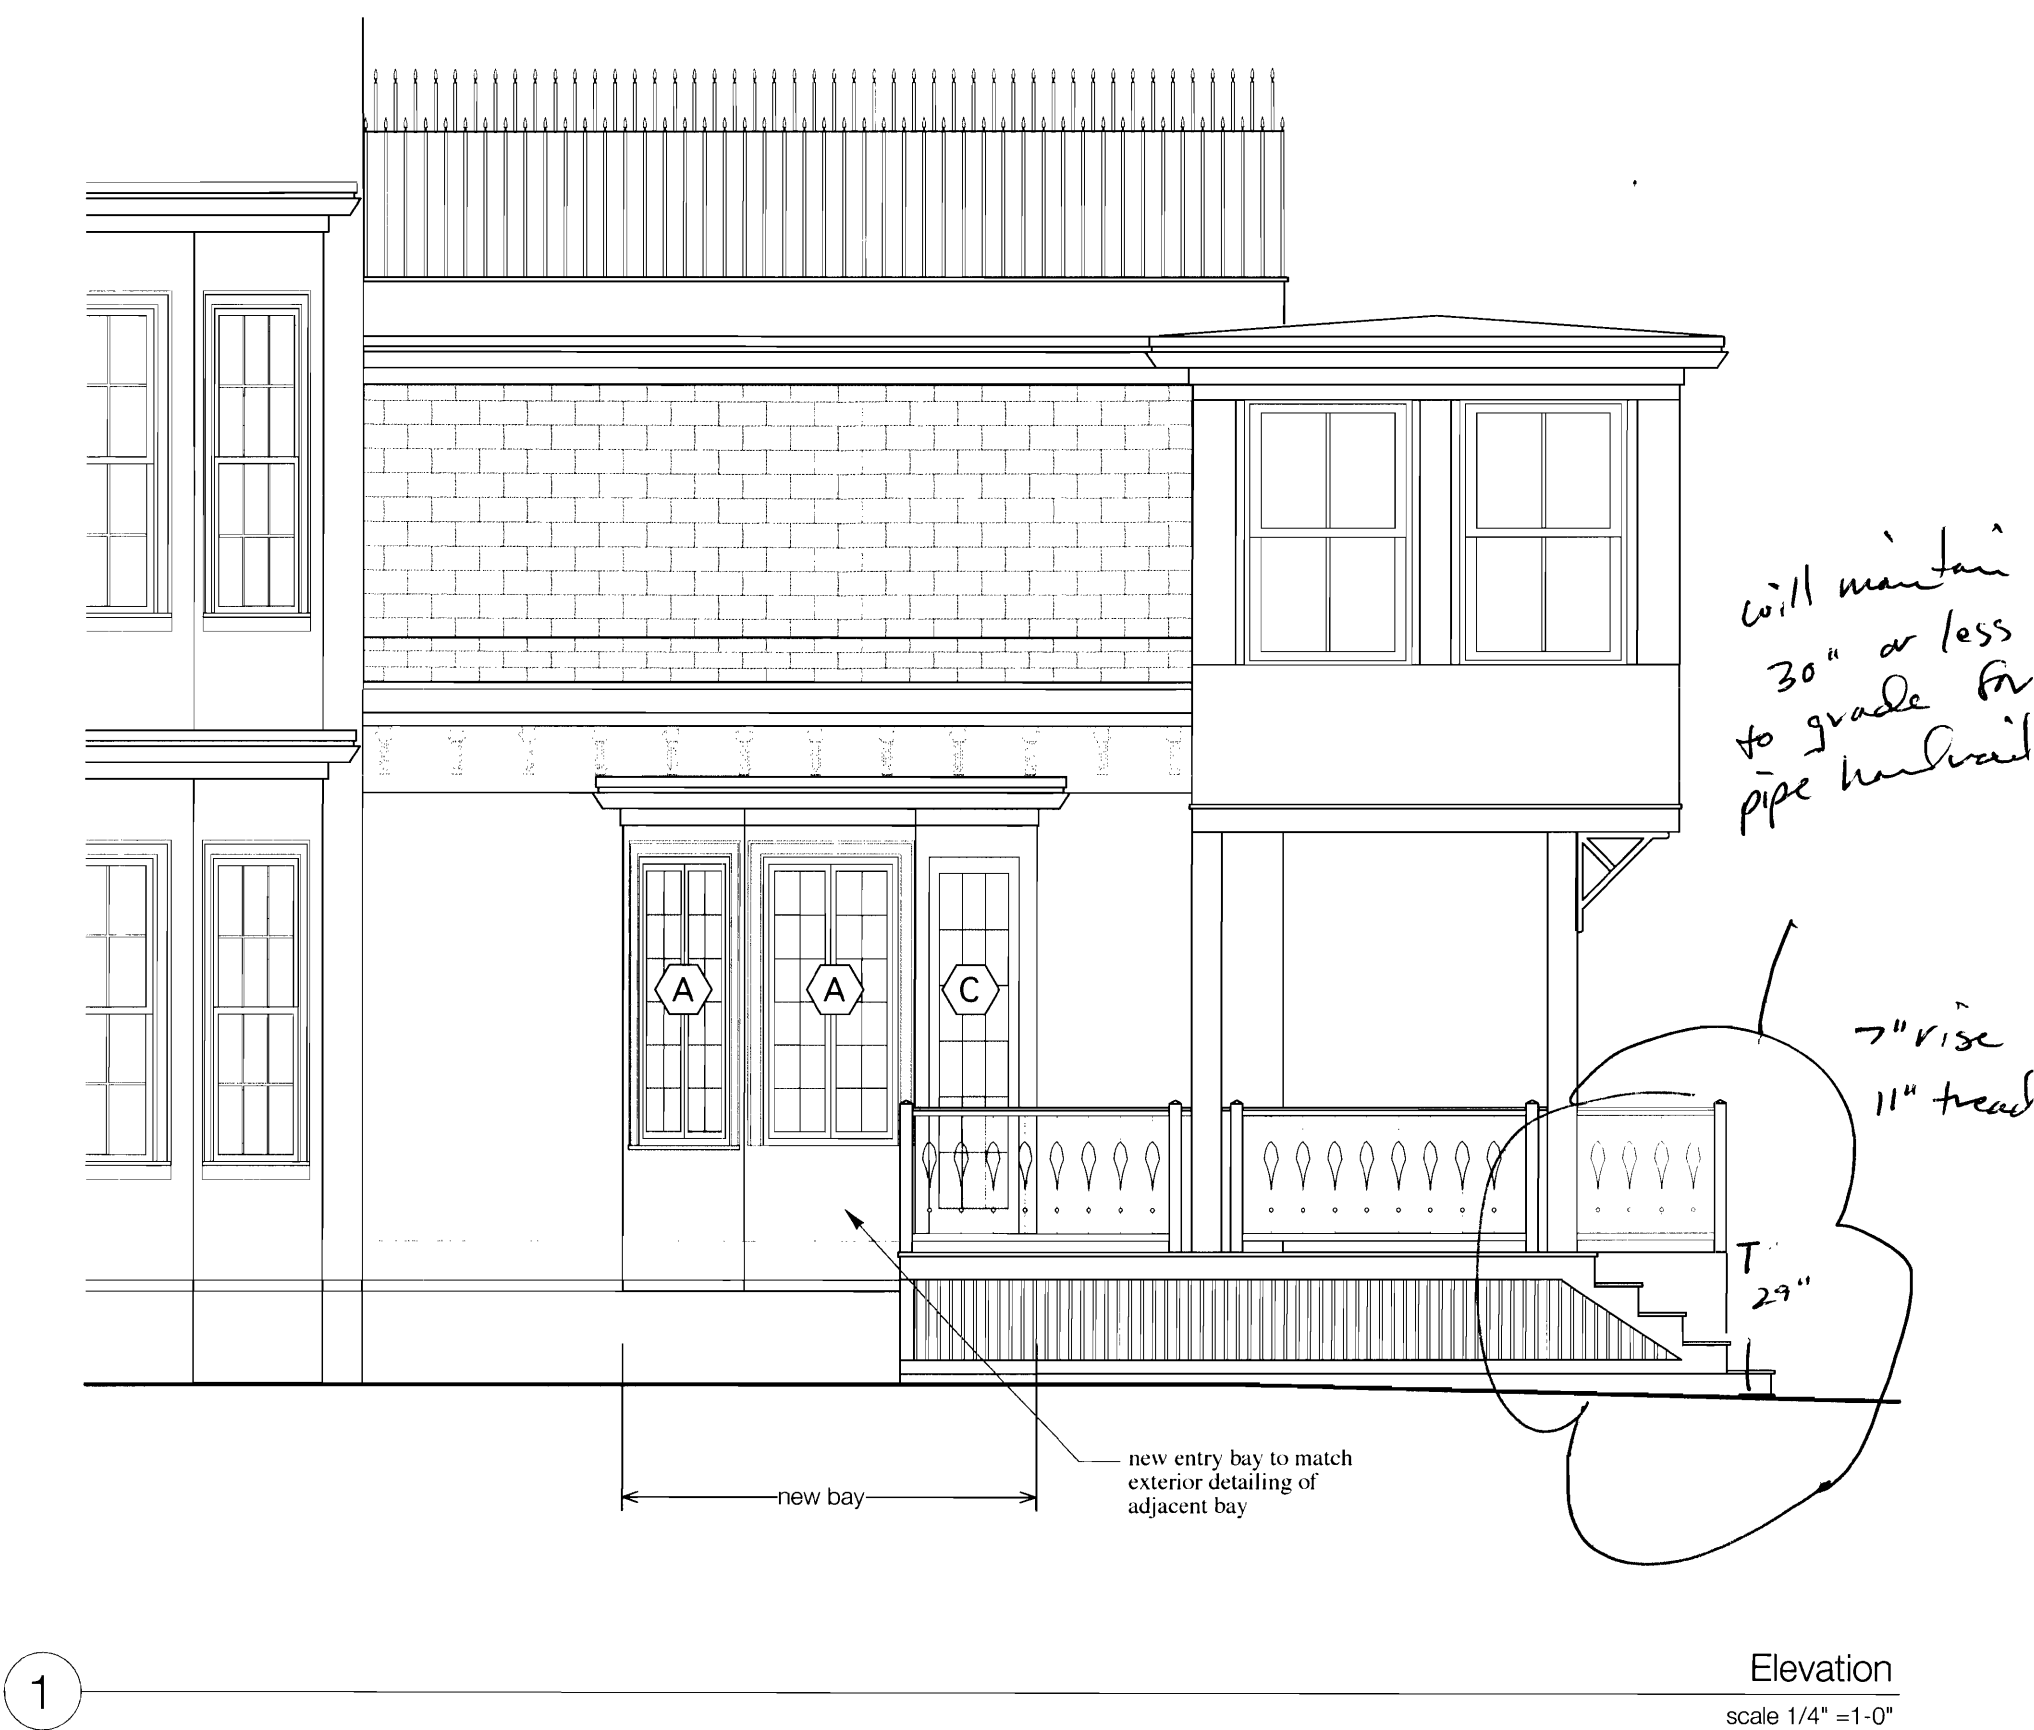 will maintain
30" or less
to grade for
pipe handrail
A
A
C
7" rise
11" tread
29"
new entry bay to match
exterior detailing of
adjacent bay
new bay
1
Elevation
scale 1/4" =1-0"